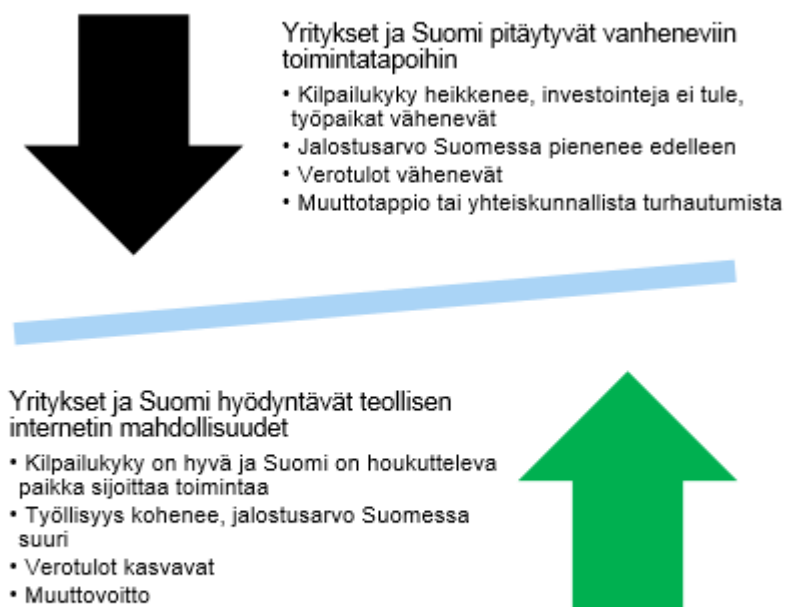 Yritykset ja Suomi pitäytyvät vanheneviin
toimintatapoihin
• Kilpailukyky heikkenee, investointeja ei tule,
työpaikat vähenevät
• Jalostusarvo Suomessa pienenee edelleen
• Verotulot vähenevät
• Muuttotappio tai yhteiskunnallista turhautumista
Yritykset ja Suomi hyödyntävät teollisen
internetin mahdollisuudet
• Kilpailukyky on hyvä ja Suomi on houkutteleva
paikka sijoittaa toimintaa
• Työllisyys kohenee, jalostusarvo Suomessa
suuri
• Verotulot kasvavat
• Muuttovoitto